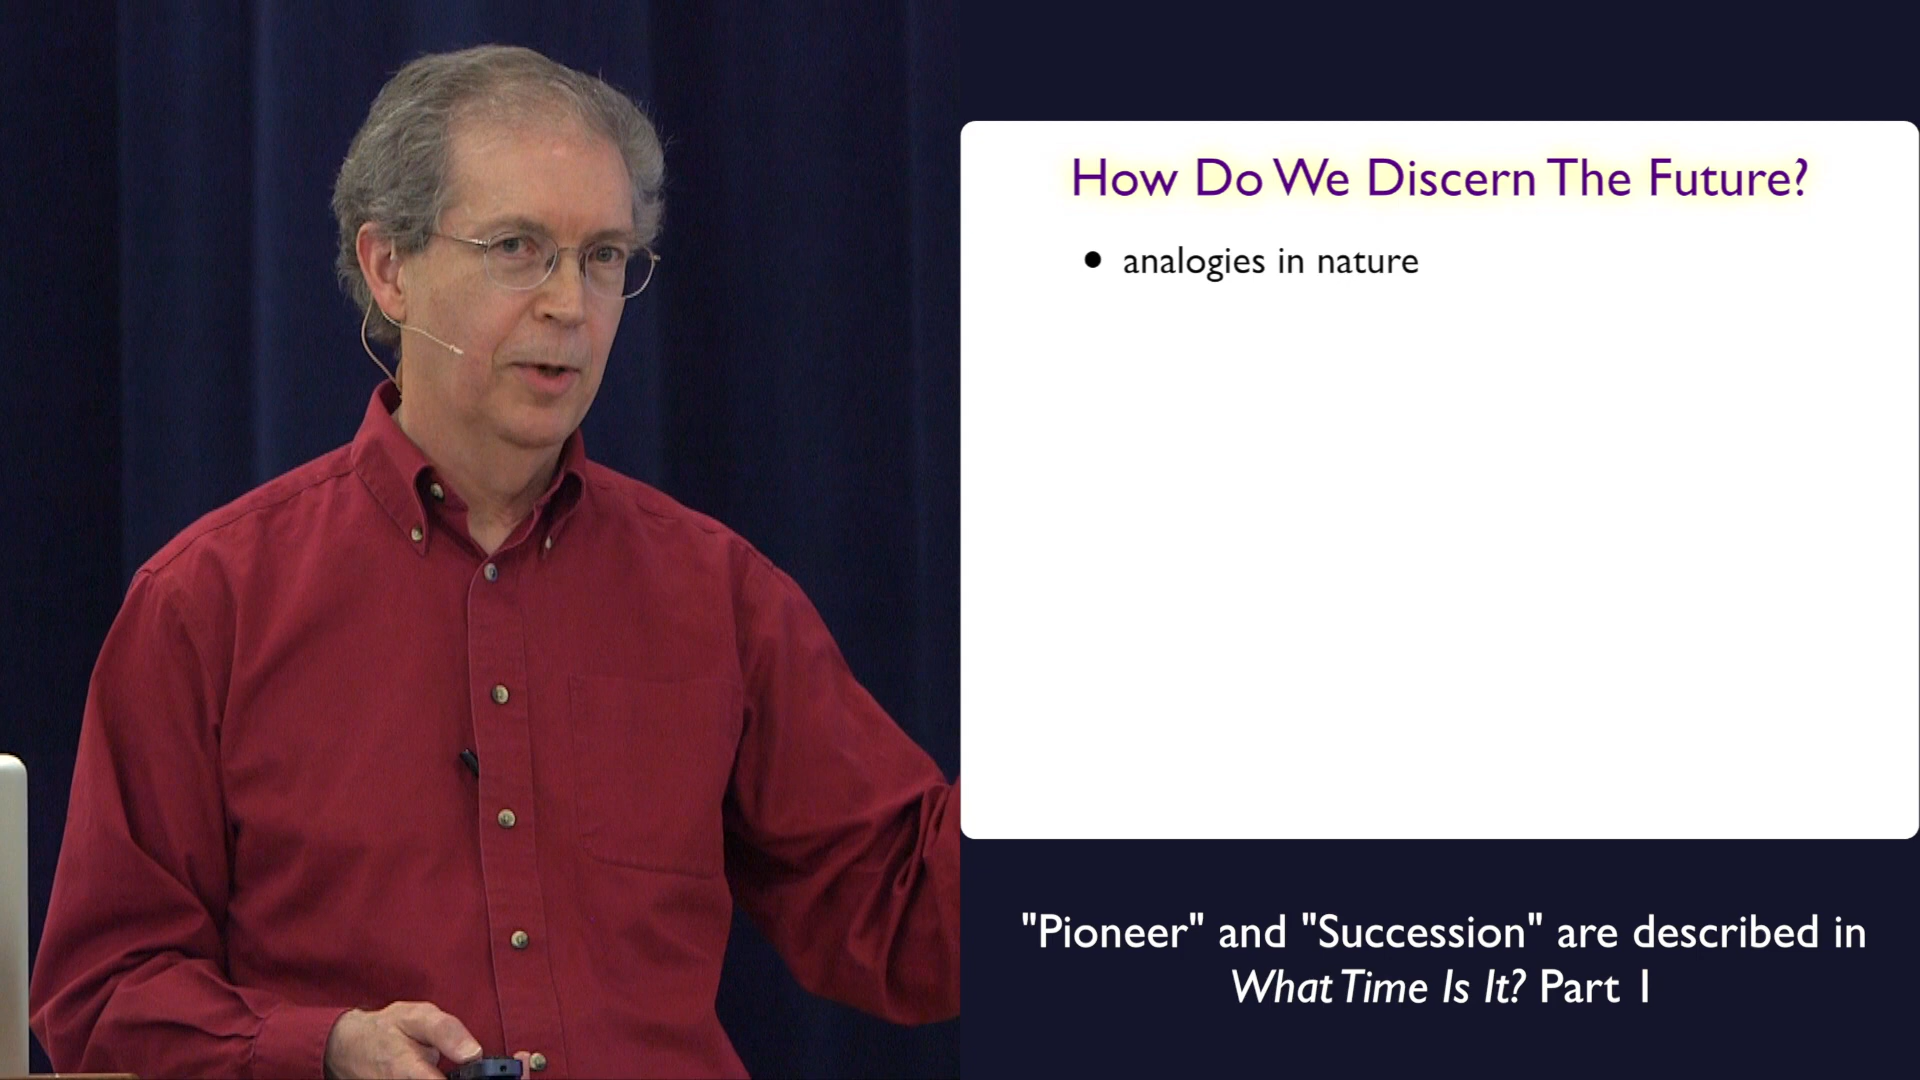 How Do We Discern The Future?
• analogies in nature
"Pioneer" and "Succession" are described in
What Time Is It? Part 1